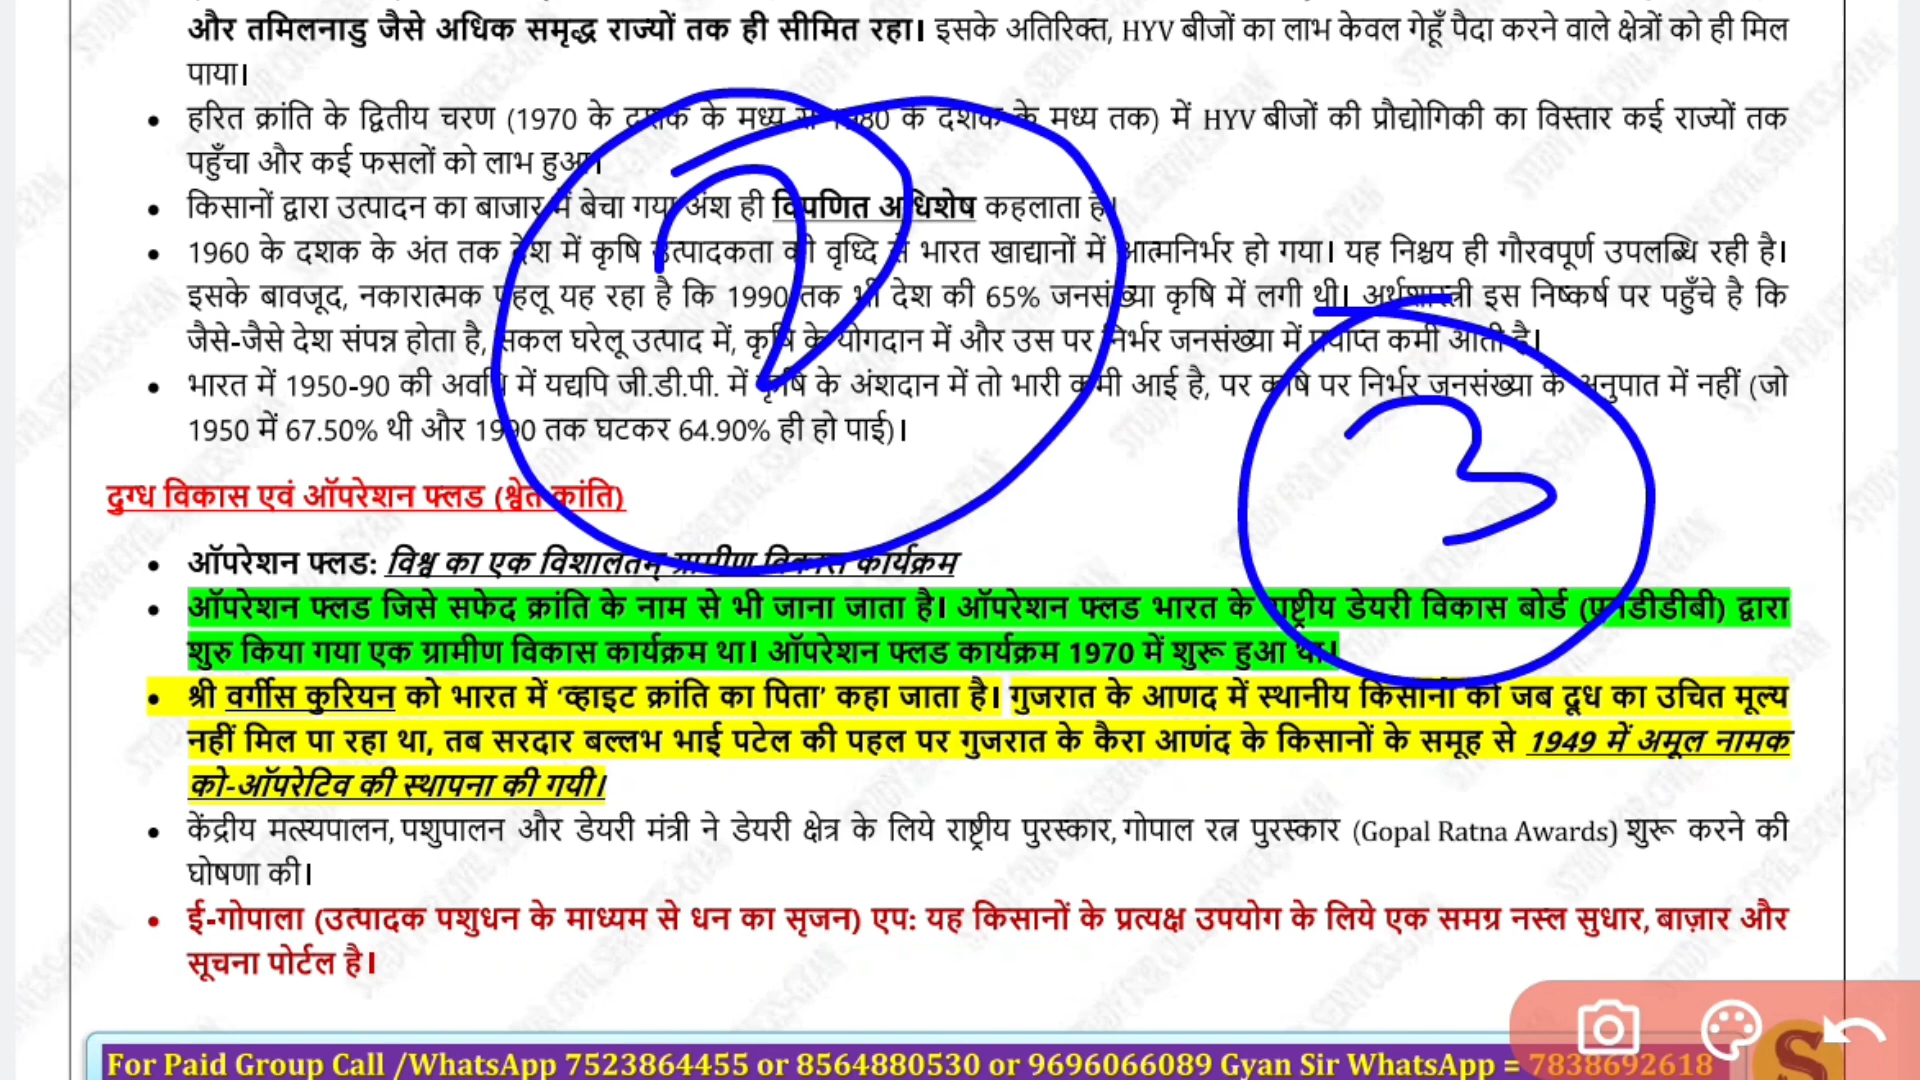 और तमिलनाडु जैसे अधिक समृद्ध राज्यों तक ही सीमित रहा। इसके अतिरिक्त, HYV बीजों का लाभ केवल गेहूँ पैदा करने वाले क्षेत्रों को ही मिल
पाया।
• हरित क्रांति के द्वितीय चरण (1970 के दशक के मध्य से 1980 के दशक के मध्य तक) में HYV बीजों की प्रौद्योगिकी का विस्तार कई राज्यों तक
पहुँचा और कई फसलों को लाभ हुआ।
• किसानों द्वारा उत्पादन का बाजार में बेचा गया अंश ही विपणित अधिशेष कहलाता है।
• 1960 के दशक के अंत तक देश में कृषि उत्पादकता की वृध्दि से भारत खाद्यानों में आत्मनिर्भर हो गया। यह निश्चय ही गौरवपूर्ण उपलब्धि रही है।
इसके बावजूद, नकारात्मक पहलू यह रहा है कि 1990 तक भी देश की 65% जनसंख्या कृषि में लगी थी। अर्थशास्त्री इस निष्कर्ष पर पहुँचे है कि
जैसे-जैसे देश संपन्न होता है, सकल घरेलू उत्पाद में, कृषि के योगदान में और उस पर निर्भर जनसंख्या में पर्याप्त कमी आती है।
• भारत में 1950-90 की अवधि में यद्यपि जी.डी.पी. में कृषि के अंशदान में तो भारी कमी आई है, पर कृषि पर निर्भर जनसंख्या के अनुपात में नहीं (जो
1950 में 67.50% थी और 1990 तक घटकर 64.90% ही हो पाई)।
2
3
दुग्ध विकास एवं ऑपरेशन फ्लड (श्वेत क्रांति)
• ऑपरेशन फ्लड: विश्व का एक विशालतम् ग्रामीण विकास कार्यक्रम
• ऑपरेशन फ्लड जिसे सफेद क्रांति के नाम से भी जाना जाता है। ऑपरेशन फ्लड भारत के राष्ट्रीय डेयरी विकास बोर्ड (एनडीडीबी) द्वारा
शुरु किया गया एक ग्रामीण विकास कार्यक्रम था। ऑपरेशन फ्लड कार्यक्रम 1970 में शुरू हुआ था।
• श्री वर्गीस कुरियन को भारत में ‘व्हाइट क्रांति का पिता’ कहा जाता है। गुजरात के आणद में स्थानीय किसानों को जब दूध का उचित मूल्य
नहीं मिल पा रहा था, तब सरदार बल्लभ भाई पटेल की पहल पर गुजरात के कैरा आणंद के किसानों के समूह से 1949 में अमूल नामक
को-ऑपरेटिव की स्थापना की गयी।
• केंद्रीय मत्स्यपालन, पशुपालन और डेयरी मंत्री ने डेयरी क्षेत्र के लिये राष्ट्रीय पुरस्कार, गोपाल रत्न पुरस्कार (Gopal Ratna Awards) शुरू करने की
घोषणा की।
• ई-गोपाला (उत्पादक पशुधन के माध्यम से धन का सृजन) एप: यह किसानों के प्रत्यक्ष उपयोग के लिये एक समग्र नस्ल सुधार, बाज़ार और
सूचना पोर्टल है।
For Paid Group Call /WhatsApp 7523864455 or 8564880530 or 9696066089 Gyan Sir WhatsApp = 7838692618
S